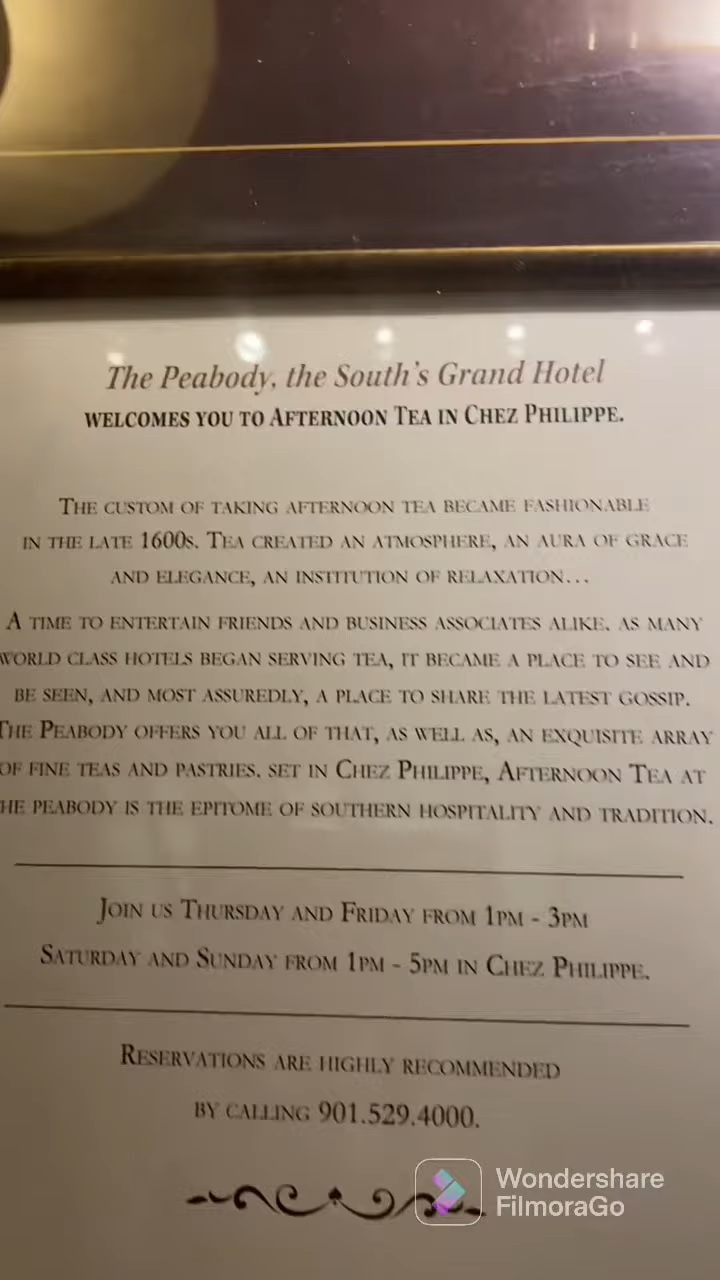 The Peabody, the South's Grand Hotel
WELCOMES YOU TO AFTERNOON TEA IN CHEZ PHILIPPE.
THE CUSTOM OF TAKING AFTERNOON TEA BECAME FASHIONABLE
IN THE LATE 1600S. TEA CREATED AN ATMOSPHERE, AN AURA OF GRACE
AND ELEGANCE, AN INSTITUTION OF RELAXATION...
A TIME TO ENTERTAIN FRIENDS AND BUSINESS ASSOCIATES ALIKE. AS MANY
WORLD CLASS HOTELS BEGAN SERVING TEA, IT BECAME A PLACE TO SEE AND
BE SEEN, AND MOST ASSUREDLY, A PLACE TO SHARE THE LATEST GOSSIP.
THE PEABODY OFFERS YOU ALL OF THAT, AS WELL AS, AN EXQUISITE ARRAY
OF FINE TEAS AND PASTRIES. SET IN CHEZ PHILIPPE, AFTERNOON TEA AT
HE PEABODY IS THE EPITOME OF SOUTHERN HOSPITALITY AND TRADITION.
JOIN US THURSDAY AND FRIDAY FROM 1PM - 3PM
SATURDAY AND SUNDAY FROM 1PM - 5PM IN CHEZ PHILIPPE.
RESERVATIONS ARE HIGHLY RECOMMENDED
BY CALLING 901.529.4000.
Wondershare
FilmoraGo